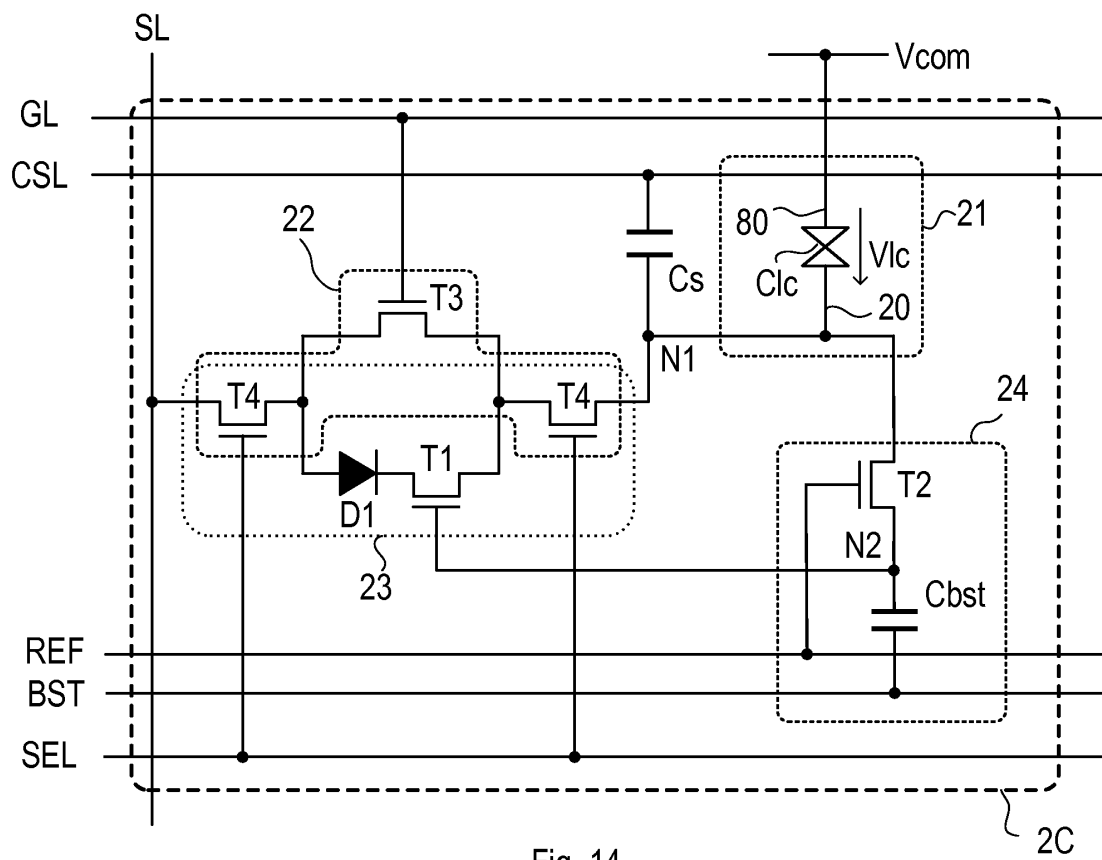 SL
Vcom
GL
CSL
22
80
21
Clc
Vlc
Cs
20
T3
N1
T4
T4
24
T1
D1
T2
N2
23
Cbst
REF
BST
SEL
2C
Fig. 14